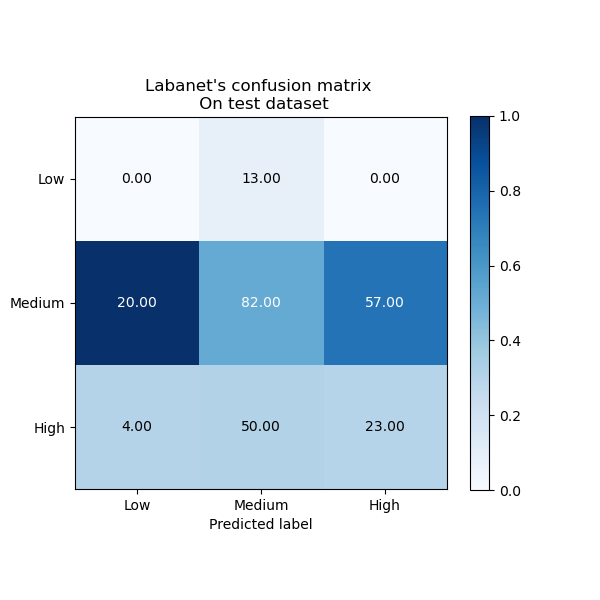 Labanet's confusion matrix
On test dataset
1.0
Low 0.00 13.00 0.00
0.8
Medium 20.00 82.00 57.00
0.6
0.4
High 4.00 50.00 23.00
0.2
0.0
Low Medium High
Predicted label